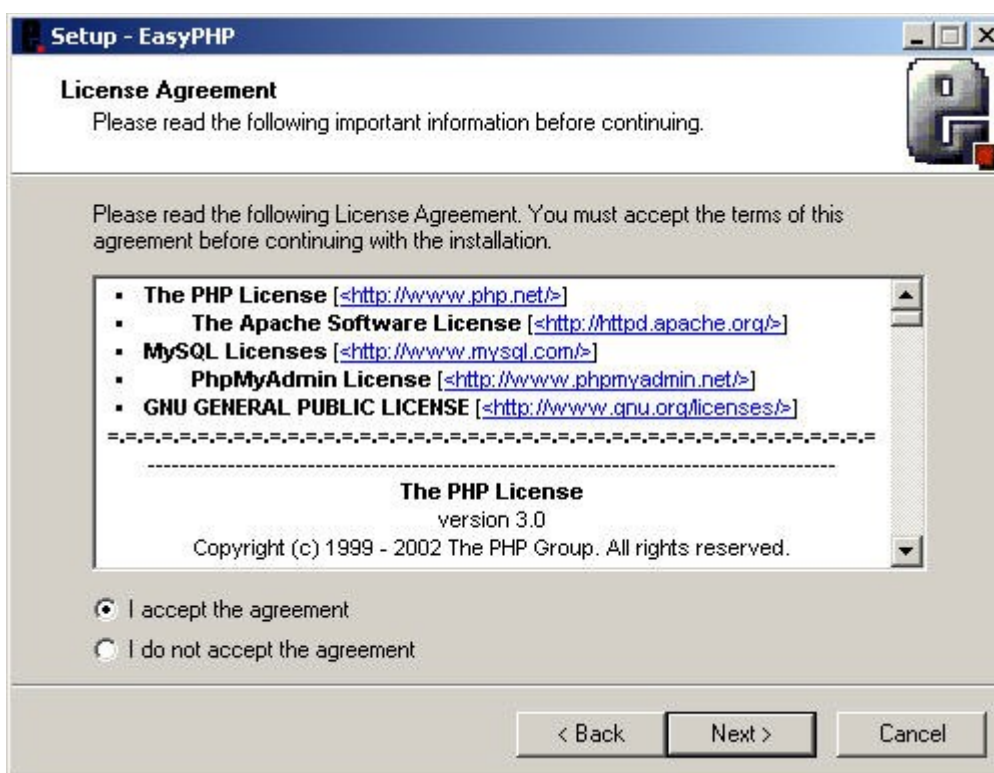 Setup - EasyPHP
License Agreement
Please read the following important information before continuing.
Please read the following License Agreement. You must accept the terms of this
agreement before continuing with the installation.
▪ The PHP License [<http://www.php.net/>]
▪ The Apache Software License [<http://httpd.apache.org/>]
▪ MySQL Licenses [<http://www.mysql.com/>]
▪ PhpMyAdmin License [<http://www.phpmyadmin.net/>]
▪ GNU GENERAL PUBLIC LICENSE [<http://www.gnu.org/licenses/>]
=.=.=.=.=.=.=.=.=.=.=.=.=.=.=.=.=.=.=.=.=.=.=.=.=.=.=.=.=.=.=.=.=.=.=.=.=.=.=.=.=.=.=
--------------------------------------------------------------------------------------
The PHP License
version 3.0
Copyright (c) 1999 - 2002 The PHP Group. All rights reserved.
I accept the agreement
I do not accept the agreement
< Back Next > Cancel